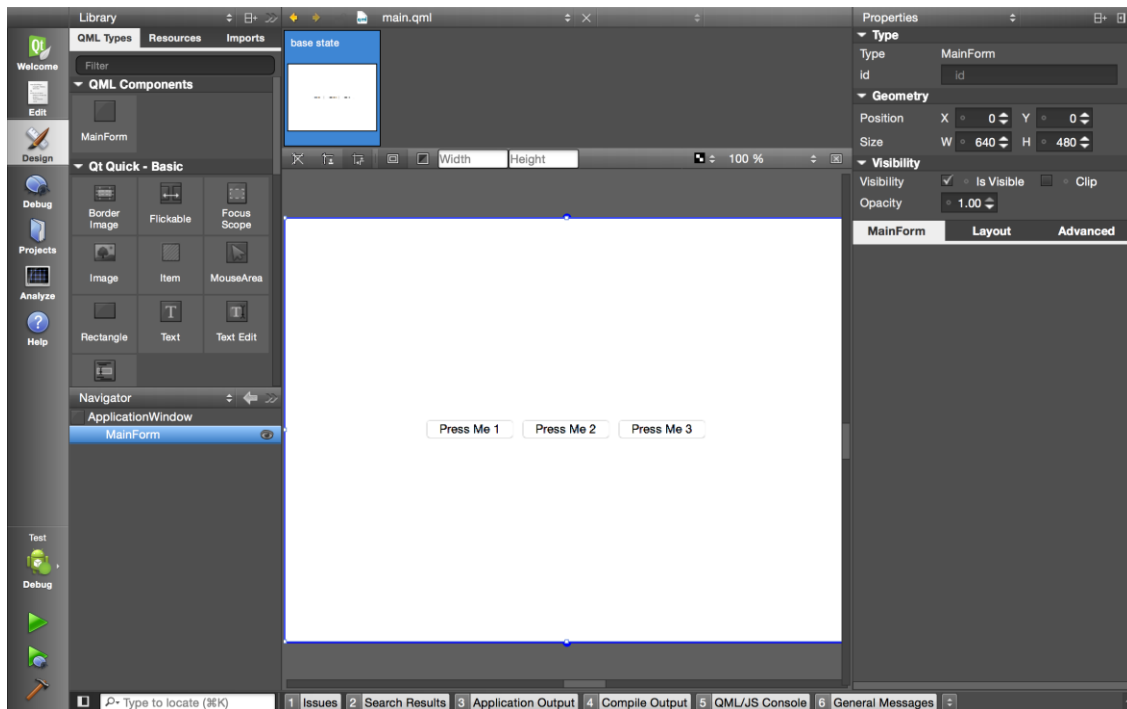 Library
main.qml
Properties
QML Types Resources Imports
base state
Type
Welcome
Filter
Type MainForm
id id
QML Components
Geometry
Edit
Position X 0 Y 0
MainForm
Size W 640 H 480
Design
Qt Quick - Basic
Width Height 100 %
Visibility
Visibility Is Visible Clip
Debug
Border Image Flickable Focus Scope
Opacity 1.00
MainForm Layout Advanced
Projects
Image Item MouseArea
Analyze
Rectangle Text Text Edit
Help
Navigator
ApplicationWindow
MainForm
Press Me 1 Press Me 2 Press Me 3
Test
Debug
Type to locate (⌘K) 1 Issues 2 Search Results 3 Application Output 4 Compile Output 5 QML/JS Console 6 General Messages